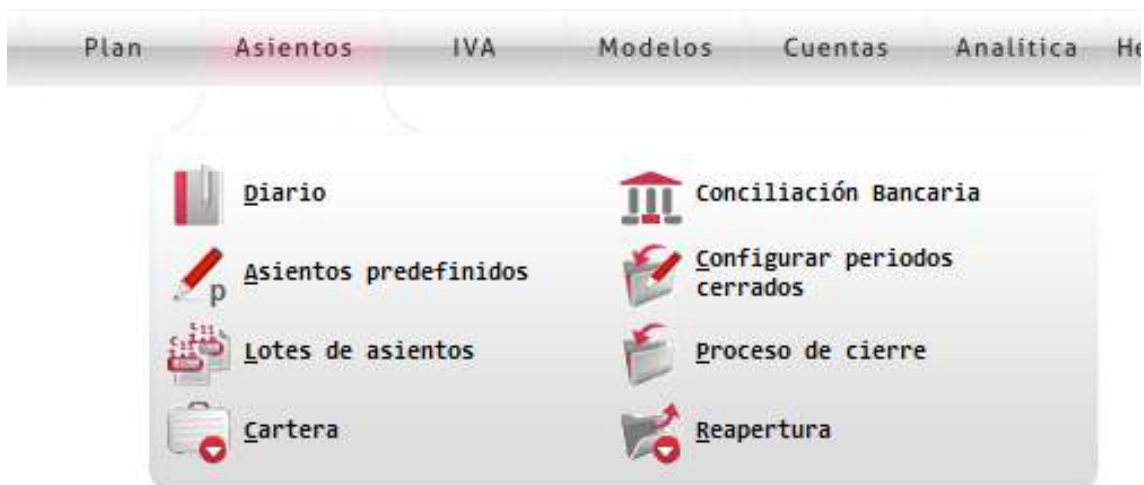 Plan Asientos IVA Modelos Cuentas Analítica He
Diario
Conciliación Bancaria
Asientos predefinidos
Configurar periodos
cerrados
Lotes de asientos
Proceso de cierre
Cartera
Reapertura